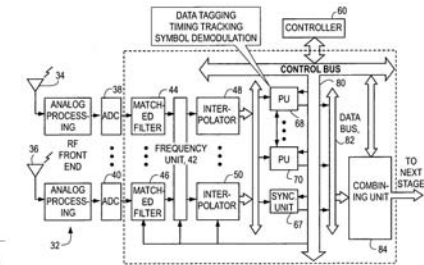 DATA TAGGING
TIMING TRACKING
SYMBOL DEMODULATION
60
CONTROLLER
34
38
44
48
CONTROL BUS
80
ANALOG
PROCESS-
ING
ADC
MATCH-
ED
FILTER
INTER-
POLATOR
PU
68
DATA
BUS,
82
36
RF
FRONT
END
40
FREQUENCY
UNIT, 42
46
50
PU
70
TO
NEXT
STAGE
ANALOG
PROCESS-
ING
ADC
MATCH-
ED
FILTER
INTER-
POLATOR
SYNC
UNIT
67
COMBIN-
ING UNIT
84
32